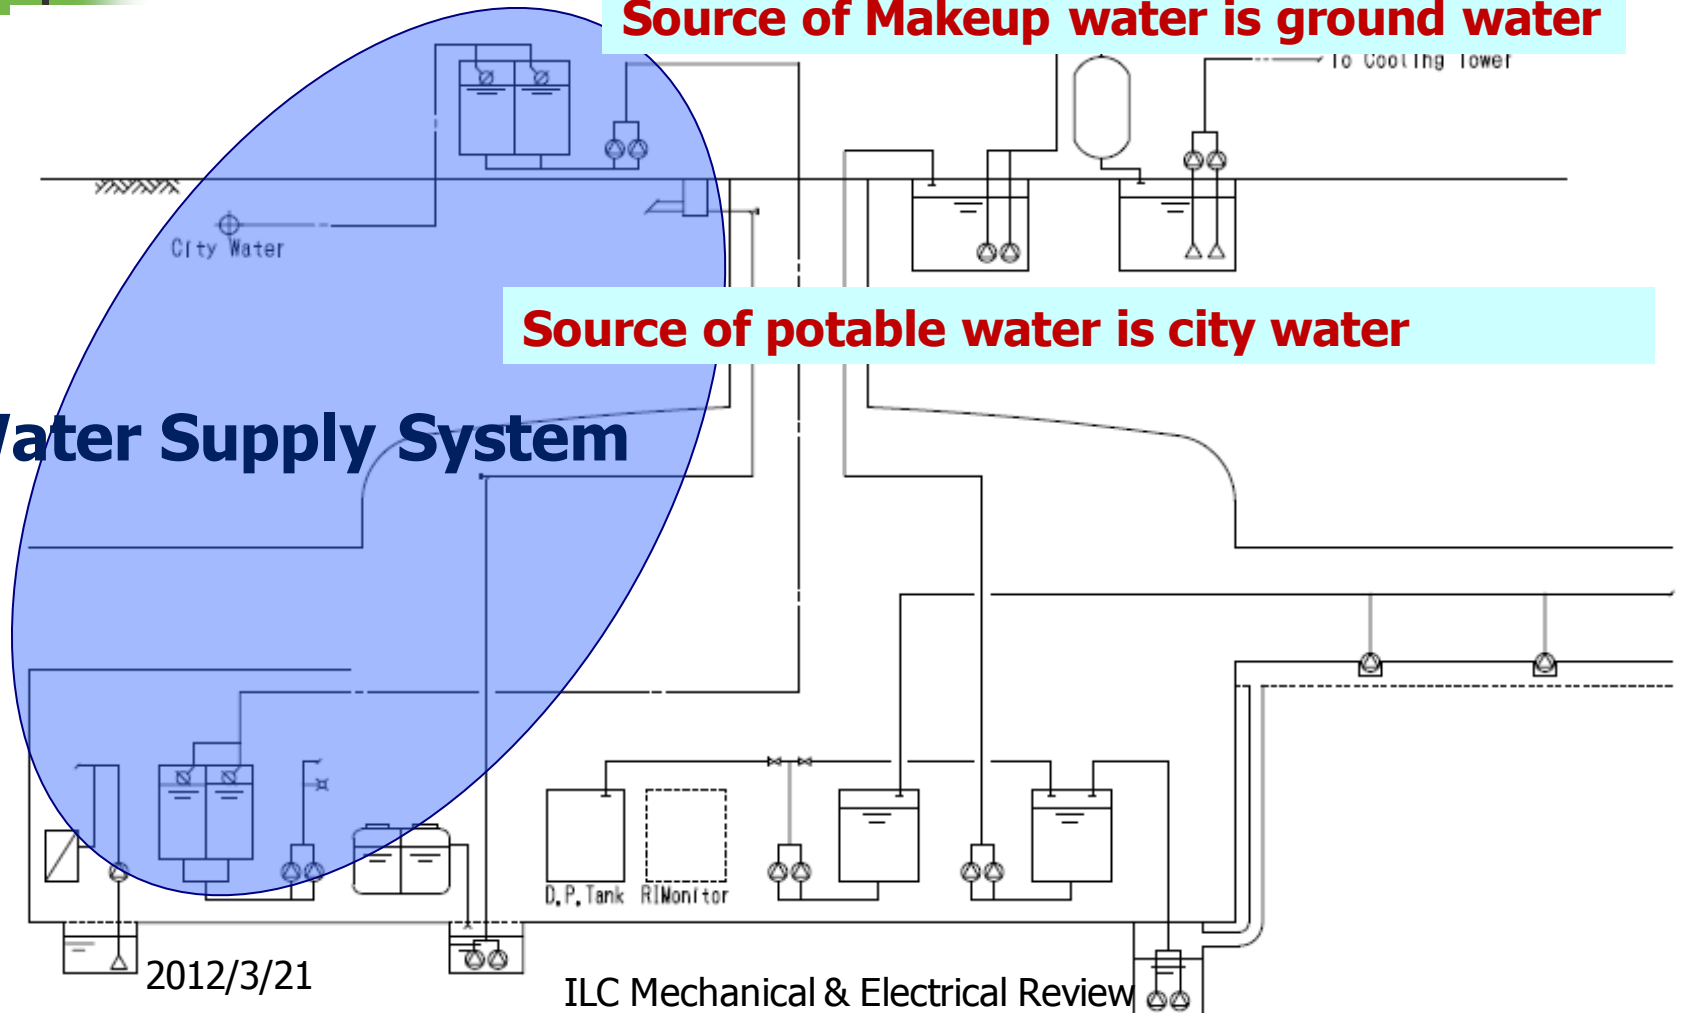 Source of Makeup water is ground water
To Cooling Tower
City Water
Source of potable water is city water
Water Supply System
D.P. Tank
RIMonitor
2012/3/21
ILC Mechanical & Electrical Review